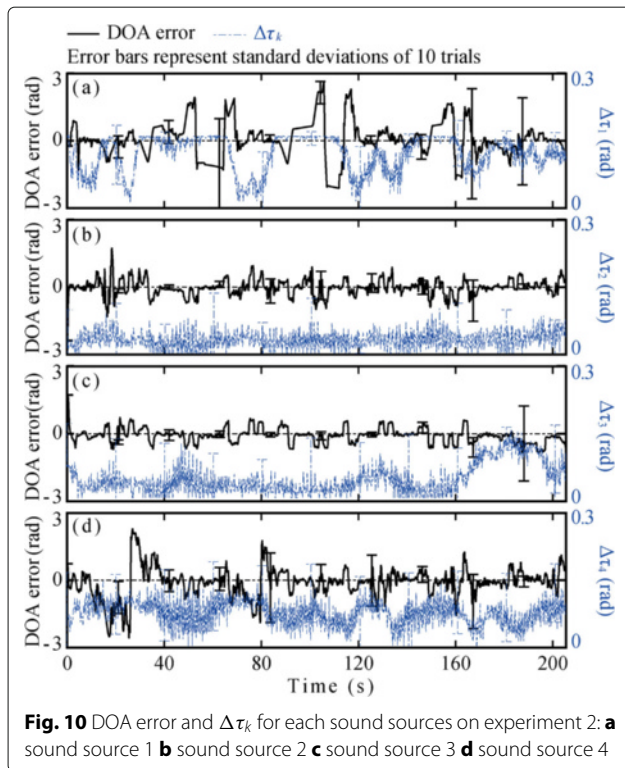 DOA error Δτk
Error bars represent standard deviations of 10 trials
3 (a) 0.3
DOA error (rad) 0 Δτ1 (rad)
-3 0
3 (b) 0.3
DOA error (rad) 0 Δτ2 (rad)
-3 0
3 (c) 0.3
DOA error(rad) 0 Δτ3 (rad)
-3 0
3 (d) 0.3
DOA error (rad) 0 Δτ4 (rad)
-3 0
0 40 80 120 160 200
Time (s)
Fig. 10 DOA error and Δτk for each sound sources on experiment 2: a
sound source 1 b sound source 2 c sound source 3 d sound source 4